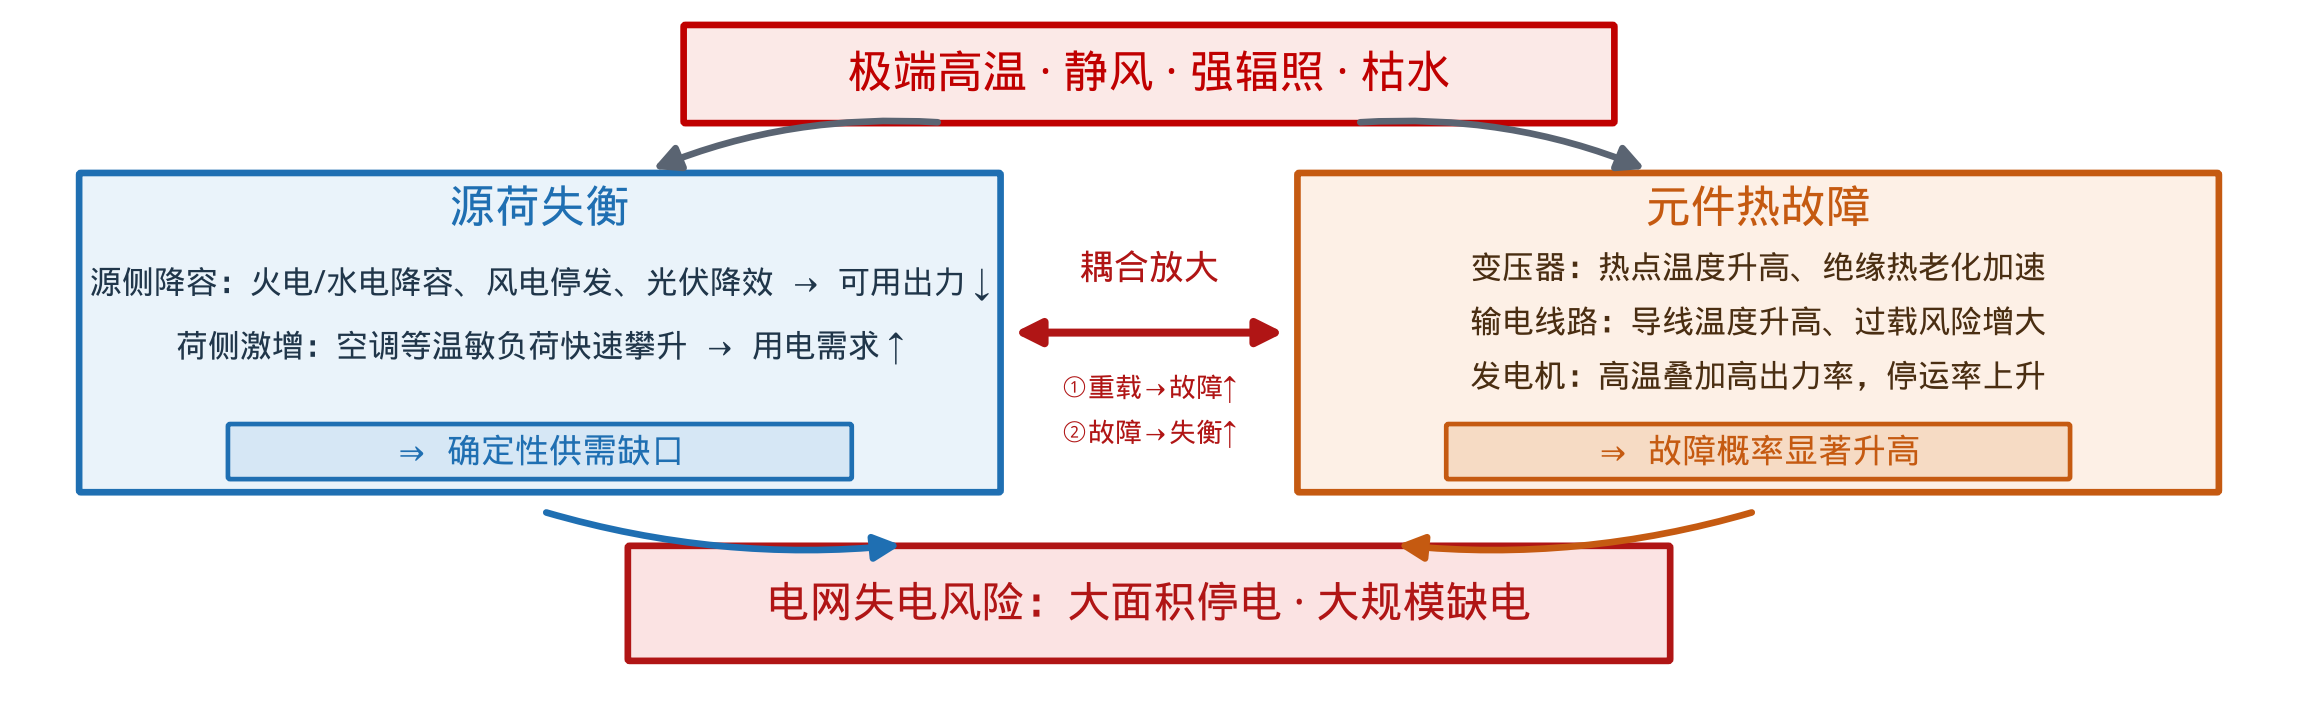 极端高温 · 静风 · 强辐照 · 枯水
源荷失衡
源侧降容：火电/水电降容、风电停发、光伏降效 → 可用出力↓
荷侧激增：空调等温敏负荷快速攀升 → 用电需求↑
⇒ 确定性供需缺口
耦合放大
①重载→故障↑
②故障→失衡↑
元件热故障
变压器：热点温度升高、绝缘热老化加速
输电线路：导线温度升高、过载风险增大
发电机：高温叠加高出力率，停运率上升
⇒ 故障概率显著升高
电网失电风险：大面积停电 · 大规模缺电